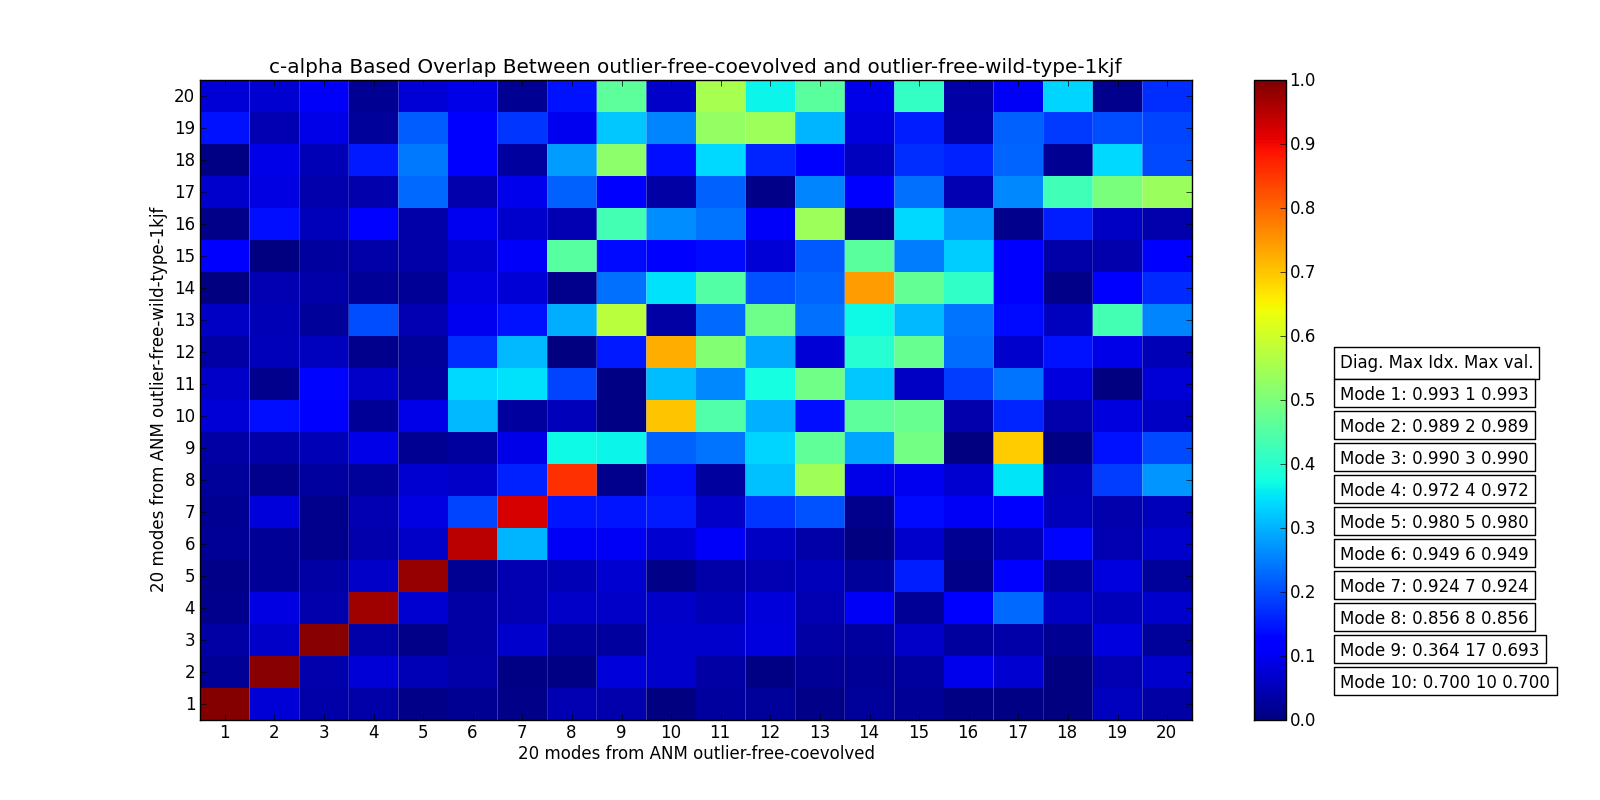 c-alpha Based Overlap Between outlier-free-coevolved and outlier-free-wild-type-1kjf
20 modes from ANM outlier-free-wild-type-1kjf
20
19
18
17
16
15
14
13
12
11
10
9
8
7
6
5
4
3
2
1
1 2 3 4 5 6 7 8 9 10 11 12 13 14 15 16 17 18 19 20
20 modes from ANM outlier-free-coevolved
1.0
0.9
0.8
0.7
0.6
0.5
0.4
0.3
0.2
0.1
0.0
Diag. Max Idx. Max val.
Mode 1: 0.993 1 0.993
Mode 2: 0.989 2 0.989
Mode 3: 0.990 3 0.990
Mode 4: 0.972 4 0.972
Mode 5: 0.980 5 0.980
Mode 6: 0.949 6 0.949
Mode 7: 0.924 7 0.924
Mode 8: 0.856 8 0.856
Mode 9: 0.364 17 0.693
Mode 10: 0.700 10 0.700